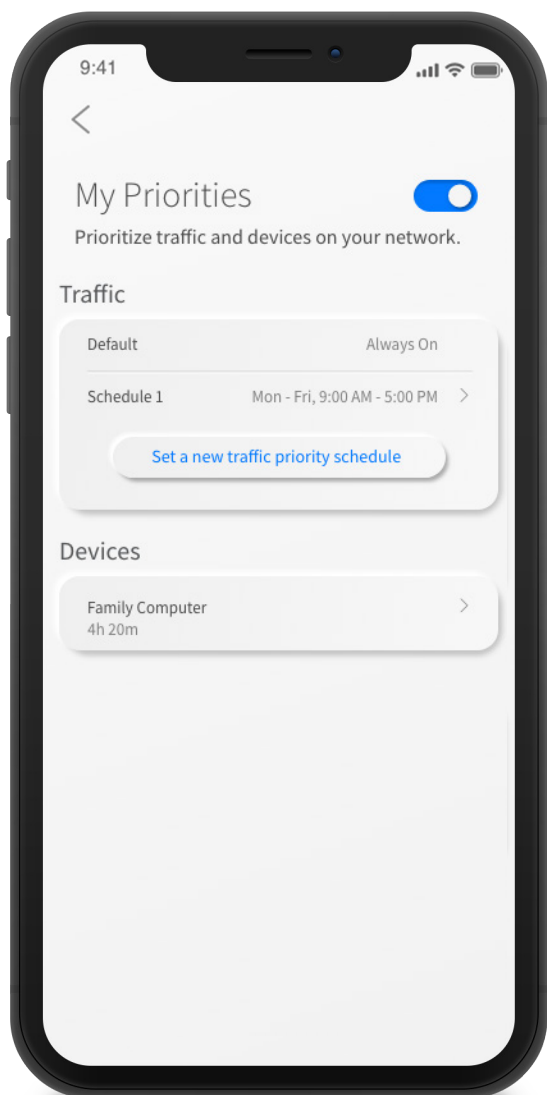 9:41
My Priorities
Prioritize traffic and devices on your network.
Traffic
Default Always On
Schedule 1 Mon - Fri, 9:00 AM - 5:00 PM
Set a new traffic priority schedule
Devices
Family Computer
4h 20m